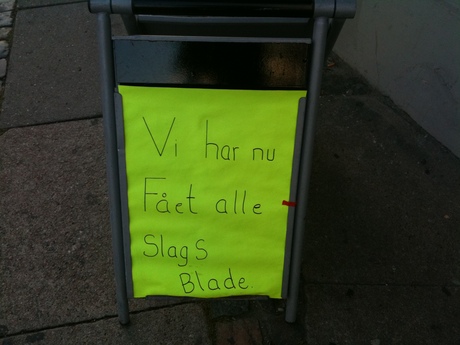 Vi har nu
Fået alle
Slags
Blade.